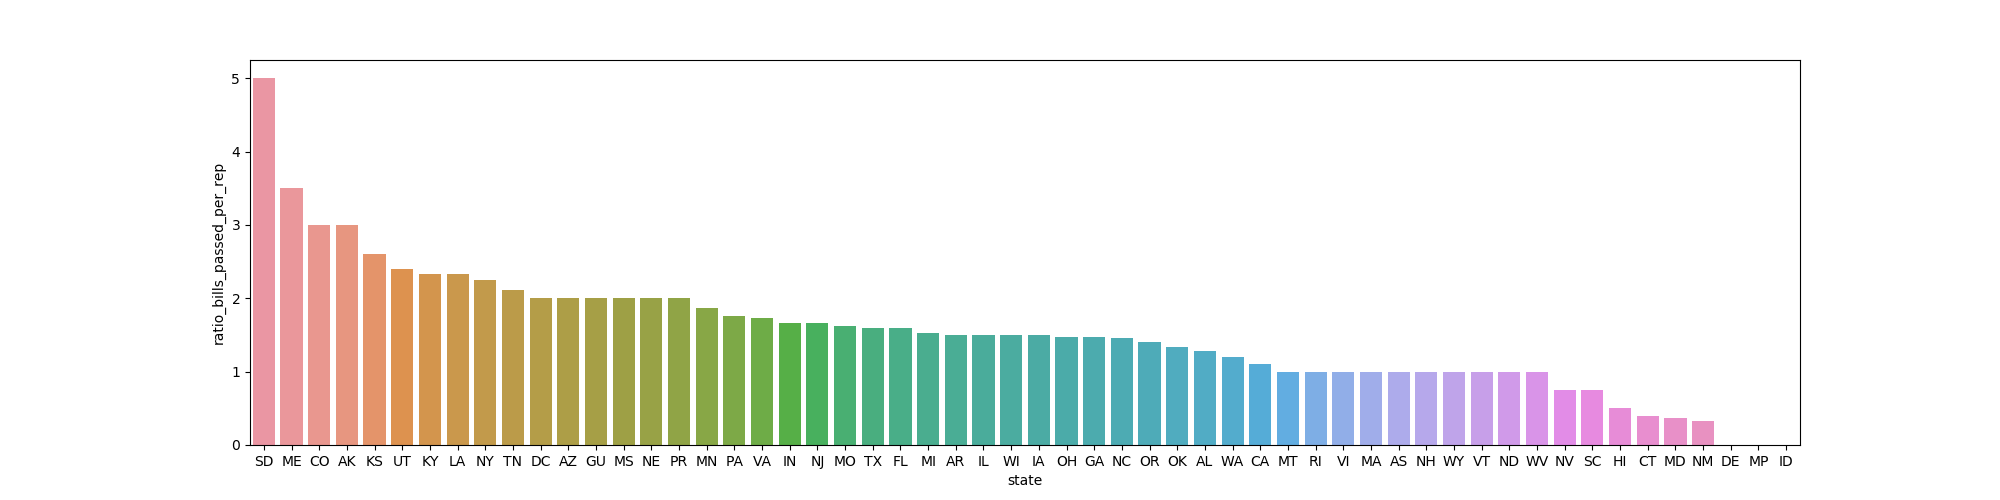 ratio_bills_passed_per_rep
5
4
3
2
1
0
SD ME CO AK KS UT KY LA NY TN DC AZ GU MS NE PR MN PA VA IN NJ MO TX FL MI AR IL WI IA OH GA NC OR OK AL WA CA MT RI VI MA AS NH WY VT ND WV NV SC HI CT MD NM DE MP ID
state